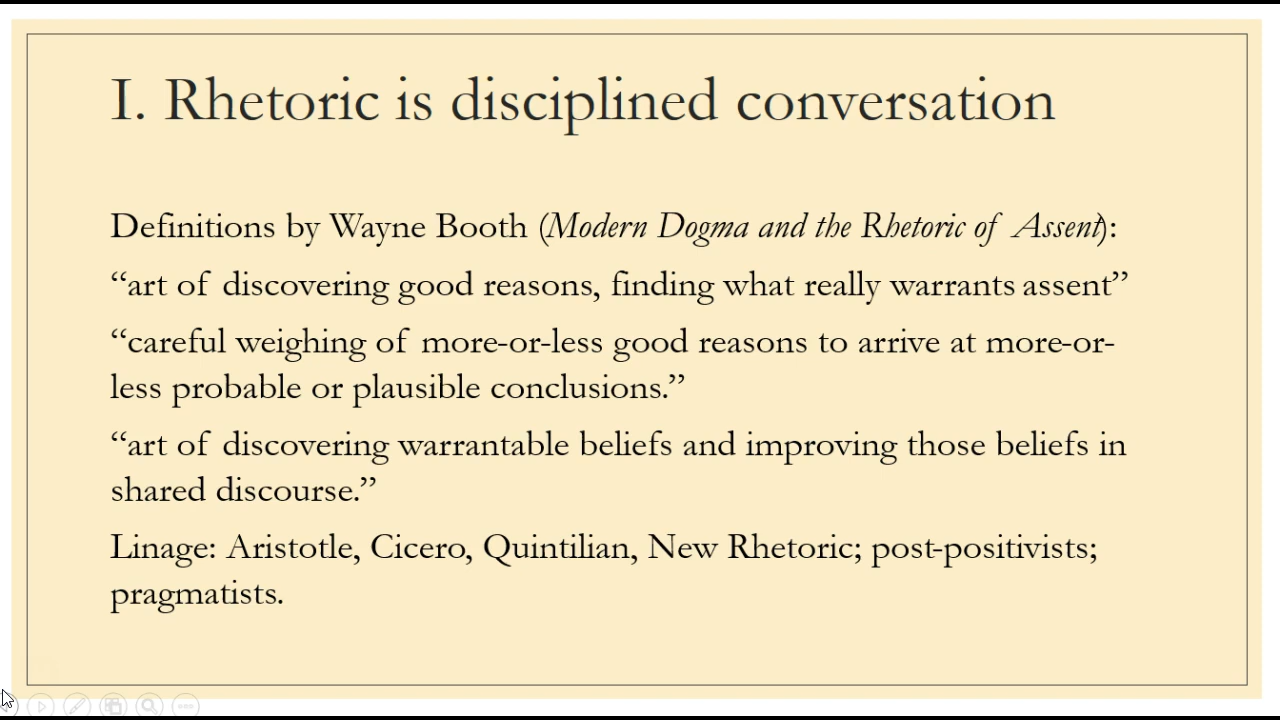 I. Rhetoric is disciplined conversation
Definitions by Wayne Booth (Modern Dogma and the Rhetoric of Assent):
“art of discovering good reasons, finding what really warrants assent”
“careful weighing of more-or-less good reasons to arrive at more-or-
less probable or plausible conclusions.”
“art of discovering warrantable beliefs and improving those beliefs in
shared discourse.”
Linage: Aristotle, Cicero, Quintilian, New Rhetoric; post-positivists;
pragmatists.